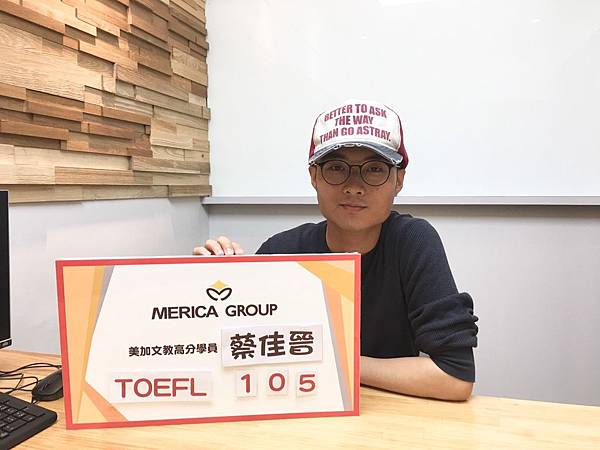 BETTER TO ASK
THE WAY
THAN GO ASTRAY.
MERICA GROUP
美加文教高分學員 蔡佳晉
TOEFL 105